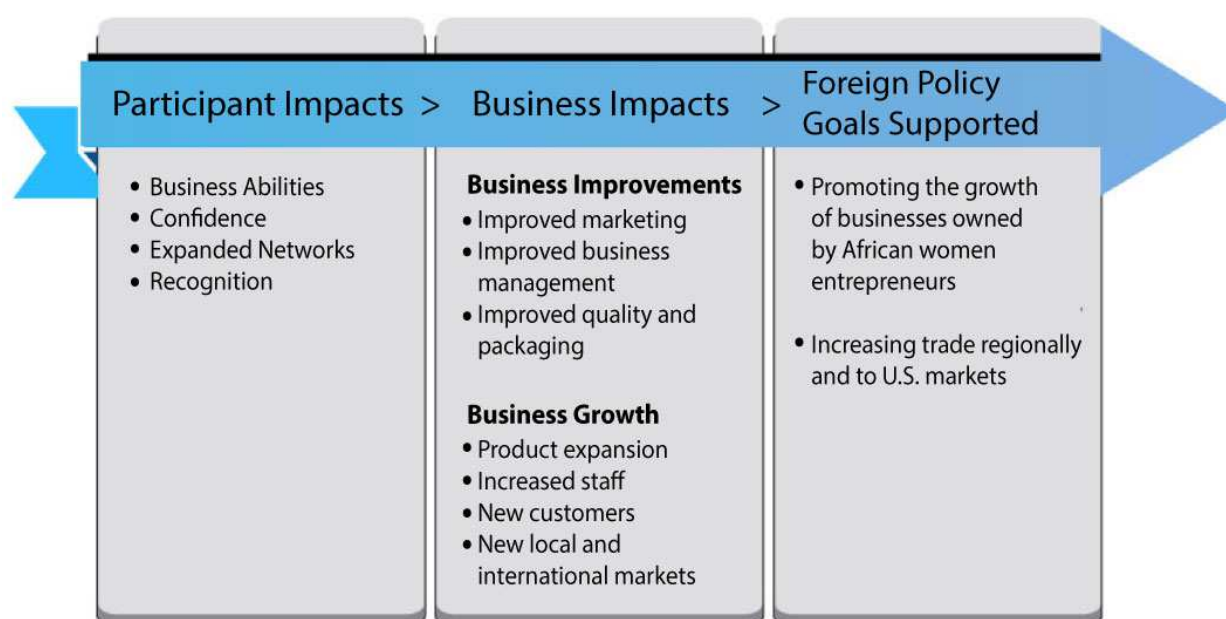 Participant Impacts > Business Impacts > Foreign Policy
Goals Supported
• Business Abilities
• Confidence
• Expanded Networks
• Recognition
Business Improvements
• Improved marketing
• Improved business
management
• Improved quality and
packaging
Business Growth
• Product expansion
• Increased staff
• New customers
• New local and
international markets
• Promoting the growth
of businesses owned
by African women
entrepreneurs
• Increasing trade regionally
and to U.S. markets